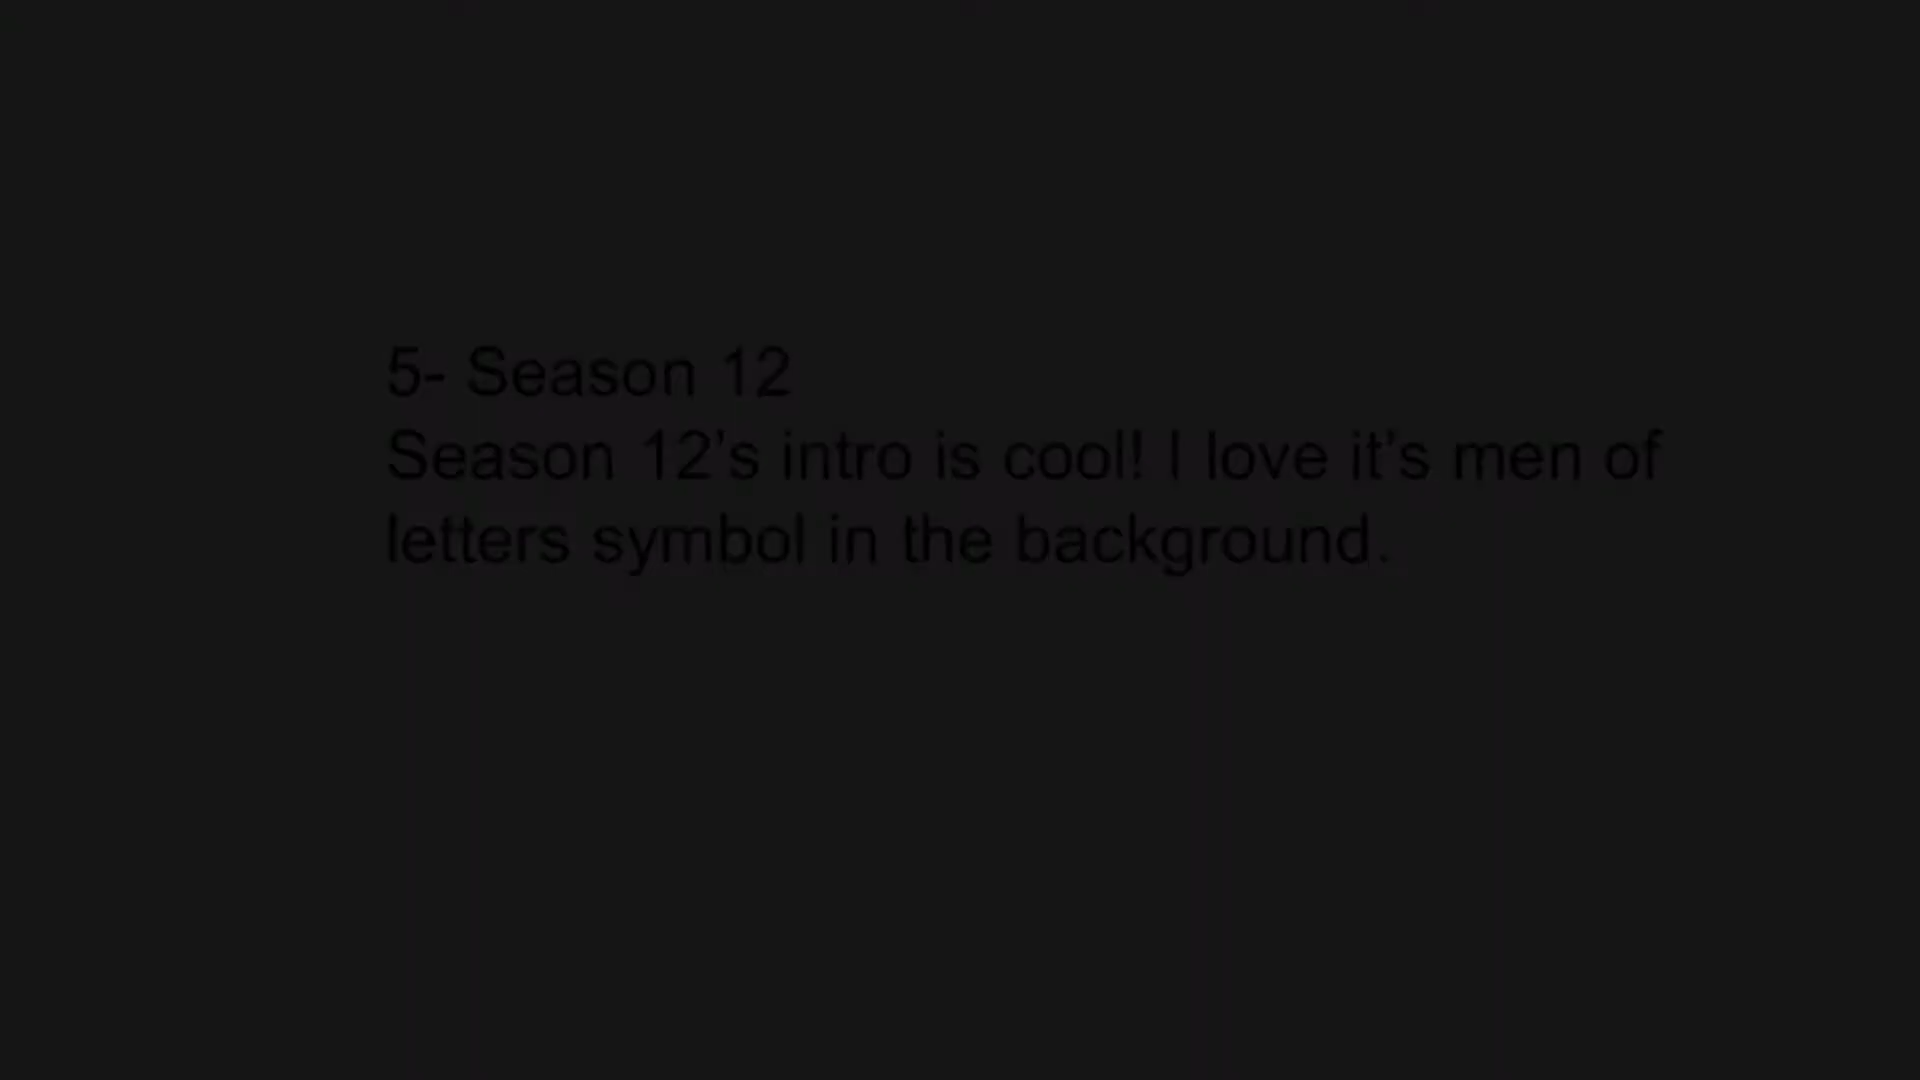 5- Season 12
Season 12's intro is cool! I love it's men of
letters symbol in the background.